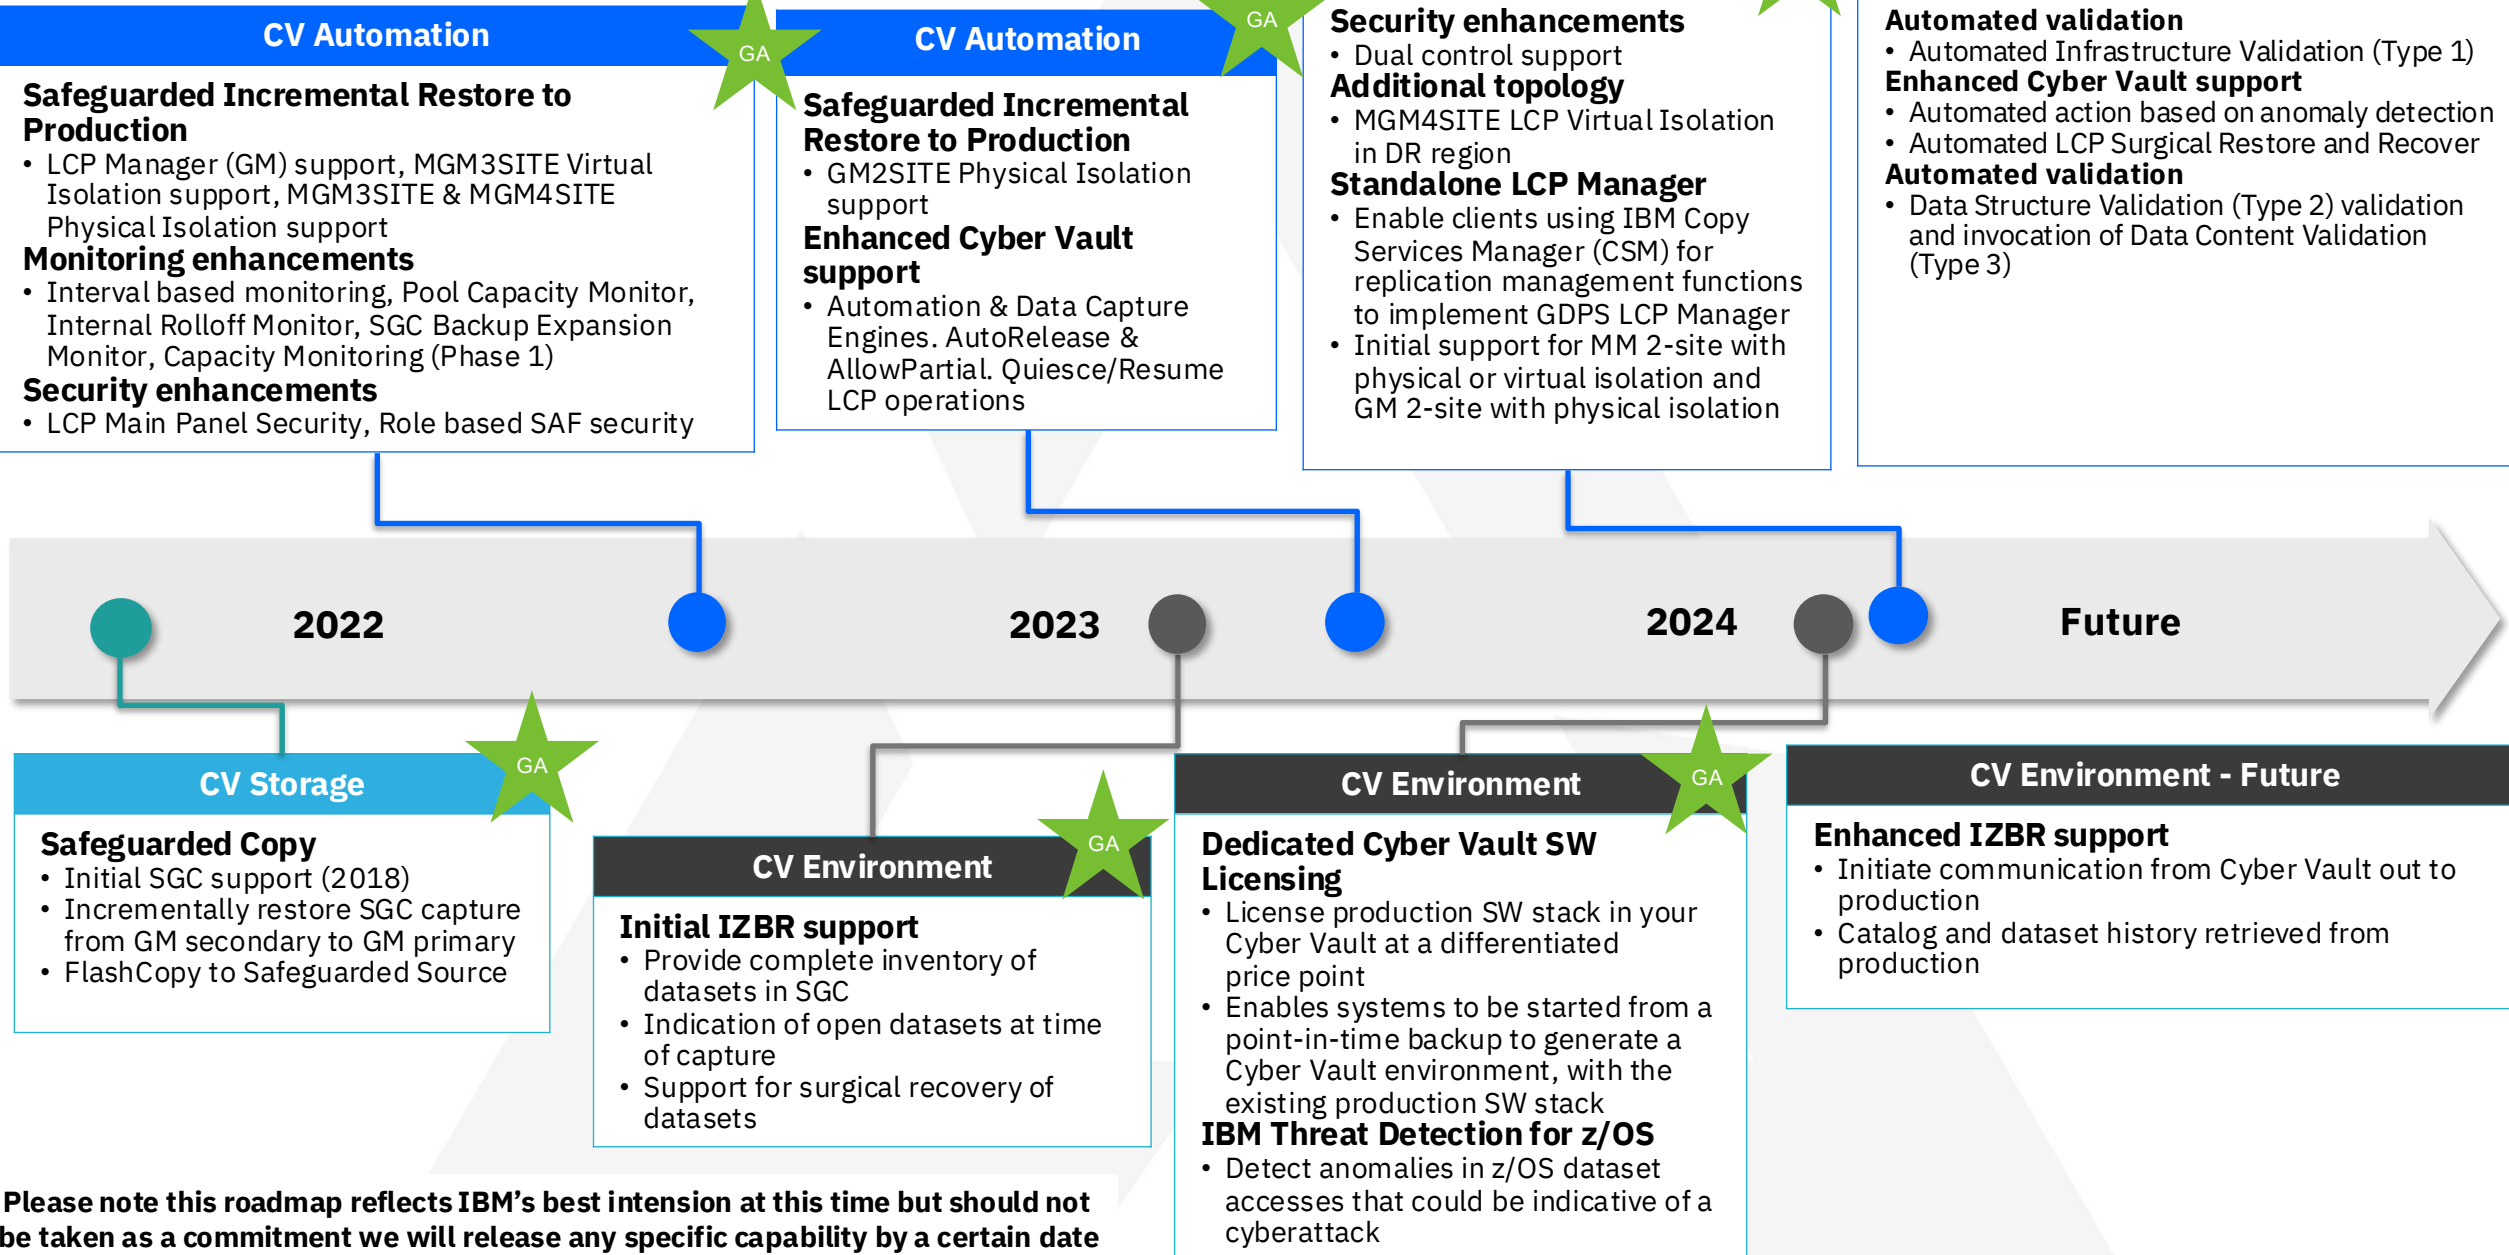 CV Automation
GA
Safeguarded Incremental Restore to
Production
• LCP Manager (GM) support, MGM3SITE Virtual
Isolation support, MGM3SITE & MGM4SITE
Physical Isolation support
Monitoring enhancements
• Interval based monitoring, Pool Capacity Monitor,
Internal Rolloff Monitor, SGC Backup Expansion
Monitor, Capacity Monitoring (Phase 1)
Security enhancements
• LCP Main Panel Security, Role based SAF security
CV Automation
GA
Safeguarded Incremental
Restore to Production
• GM2SITE Physical Isolation
support
Enhanced Cyber Vault
support
• Automation & Data Capture
Engines. AutoRelease &
AllowPartial. Quiesce/Resume
LCP operations
Security enhancements
• Dual control support
Additional topology
• MGM4SITE LCP Virtual Isolation
in DR region
Standalone LCP Manager
• Enable clients using IBM Copy
Services Manager (CSM) for
replication management functions
to implement GDPS LCP Manager
• Initial support for MM 2-site with
physical or virtual isolation and
GM 2-site with physical isolation
Automated validation
• Automated Infrastructure Validation (Type 1)
Enhanced Cyber Vault support
• Automated action based on anomaly detection
• Automated LCP Surgical Restore and Recover
Automated validation
• Data Structure Validation (Type 2) validation
and invocation of Data Content Validation
(Type 3)
2022
2023
2024
Future
CV Storage
GA
Safeguarded Copy
• Initial SGC support (2018)
• Incrementally restore SGC capture
from GM secondary to GM primary
• FlashCopy to Safeguarded Source
CV Environment
GA
Initial IZBR support
• Provide complete inventory of
datasets in SGC
• Indication of open datasets at time
of capture
• Support for surgical recovery of
datasets
CV Environment
GA
Dedicated Cyber Vault SW
Licensing
• License production SW stack in your
Cyber Vault at a differentiated
price point
• Enables systems to be started from a
point-in-time backup to generate a
Cyber Vault environment, with the
existing production SW stack
IBM Threat Detection for z/OS
• Detect anomalies in z/OS dataset
accesses that could be indicative of a
cyberattack
CV Environment - Future
Enhanced IZBR support
• Initiate communication from Cyber Vault out to
production
• Catalog and dataset history retrieved from
production
Please note this roadmap reflects IBM’s best intension at this time but should not
be taken as a commitment we will release any specific capability by a certain date